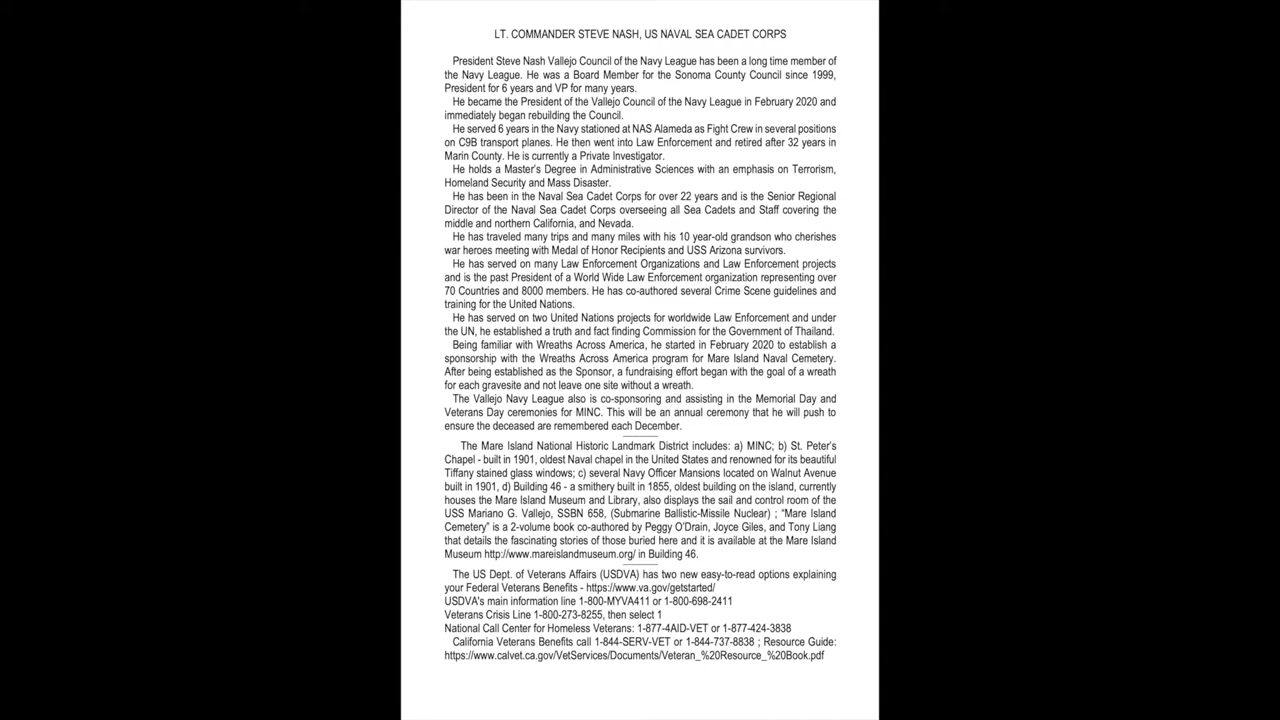 LT. COMMANDER STEVE NASH, US NAVAL SEA CADET CORPS
President Steve Nash Vallejo Council of the Navy League has been a long time member of
the Navy League. He was a Board Member for the Sonoma County Council since 1999,
President for 6 years and VP for many years.
He became the President of the Vallejo Council of the Navy League in February 2020 and
immediately began rebuilding the Council.
He served 6 years in the Navy stationed at NAS Alameda as Fight Crew in several positions
on C9B transport planes. He then went into Law Enforcement and retired after 32 years in
Marin County. He is currently a Private Investigator.
He holds a Master's Degree in Administrative Sciences with an emphasis on Terrorism,
Homeland Security and Mass Disaster.
He has been in the Naval Sea Cadet Corps for over 22 years and is the Senior Regional
Director of the Naval Sea Cadet Corps overseeing all Sea Cadets and Staff covering the
middle and northern California, and Nevada.
He has traveled many trips and many miles with his 10 year-old grandson who cherishes
war heroes meeting with Medal of Honor Recipients and USS Arizona survivors.
He has served on many Law Enforcement Organizations and Law Enforcement projects
and is the past President of a World Wide Law Enforcement organization representing over
70 Countries and 8000 members. He has co-authored several Crime Scene guidelines and
training for the United Nations.
He has served on two United Nations projects for worldwide Law Enforcement and under
the UN, he established a truth and fact finding Commission for the Government of Thailand.
Being familiar with Wreaths Across America, he started in February 2020 to establish a
sponsorship with the Wreaths Across America program for Mare Island Naval Cemetery.
After being established as the Sponsor, a fundraising effort began with the goal of a wreath
for each gravesite and not leave one site without a wreath.
The Vallejo Navy League also is co-sponsoring and assisting in the Memorial Day and
Veterans Day ceremonies for MINC. This will be an annual ceremony that he will push to
ensure the deceased are remembered each December.
The Mare Island National Historic Landmark District includes: a) MINC; b) St. Peter's
Chapel - built in 1901, oldest Naval chapel in the United States and renowned for its beautiful
Tiffany stained glass windows; c) several Navy Officer Mansions located on Walnut Avenue
built in 1901, d) Building 46 - a smithery built in 1855, oldest building on the island, currently
houses the Mare Island Museum and Library, also displays the sail and control room of the
USS Mariano G. Vallejo, SSBN 658, (Submarine Ballistic-Missile Nuclear) ; "Mare Island
Cemetery" is a 2-volume book co-authored by Peggy O'Drain, Joyce Giles, and Tony Liang
that details the fascinating stories of those buried here and it is available at the Mare Island
Museum http://www.mareislandmuseum.org/ in Building 46.
The US Dept. of Veterans Affairs (USDVA) has two new easy-to-read options explaining
your Federal Veterans Benefits - https://www.va.gov/getstarted/
USDVA's main information line 1-800-MYVA411 or 1-800-698-2411
Veterans Crisis Line 1-800-273-8255, then select 1
National Call Center for Homeless Veterans: 1-877-4AID-VET or 1-877-424-3838
California Veterans Benefits call 1-844-SERV-VET or 1-844-737-8838 ; Resource Guide:
https://www.calvet.ca.gov/VetServices/Documents/Veteran_%20Resource_%20Book.pdf